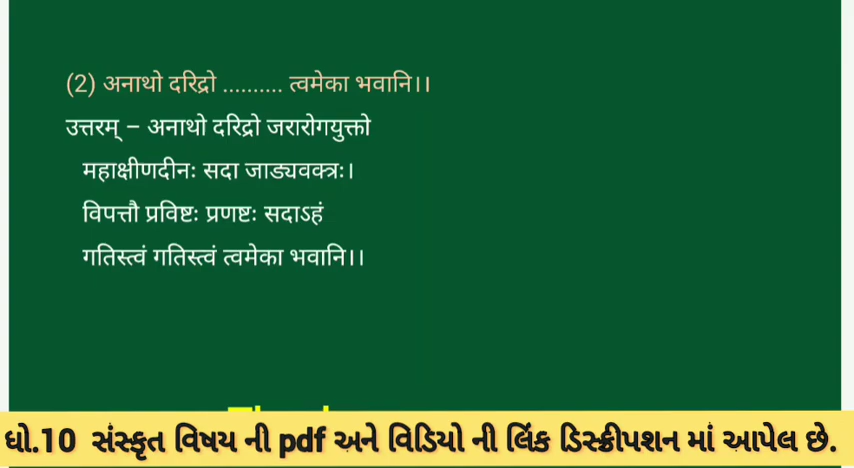 (2) अनाथो दरिद्रो .......... त्वमेका भवानि।।
उत्तरम् – अनाथो दरिद्रो जरारोगयुक्तो
महाक्षीणदीनः सदा जाड्यवक्त्रः।
विपत्तौ प्रविष्टः प्रणष्टः सदाऽहं
गतिस्त्वं गतिस्त्वं त्वमेका भवानि।।
ધો.10 સંસ્કૃત વિષય ની pdf અને વિડિયો ની લિંક ડિસ્ક્રીપશન માં આપેલ છે.